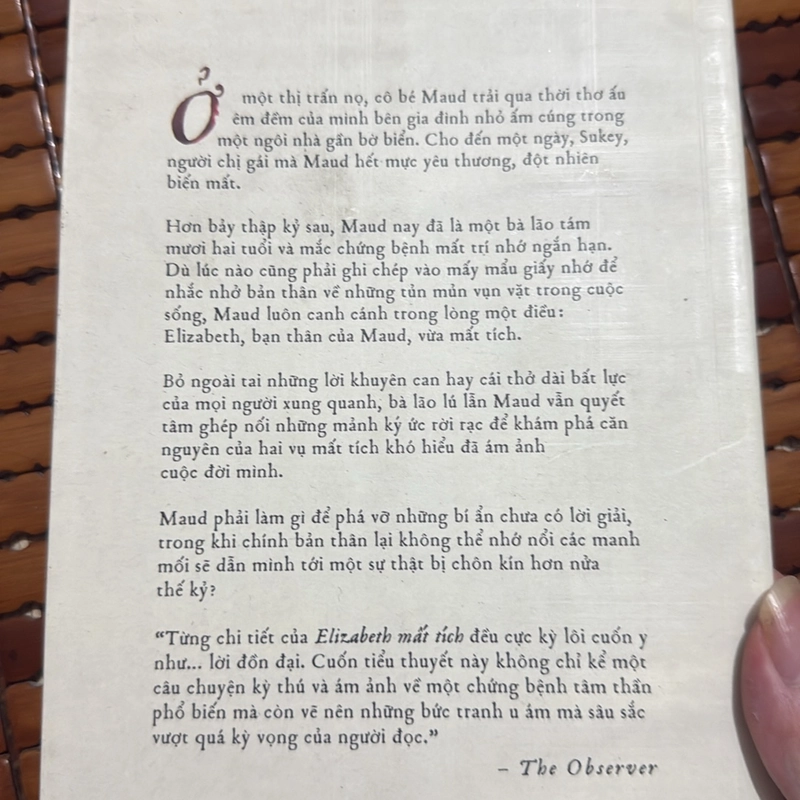 Ở một thị trấn nọ, cô bé Maud trải qua thời thơ ấu
êm đềm của mình bên gia đình nhỏ ấm cúng trong
một ngôi nhà gần bờ biển. Cho đến một ngày, Sukey,
người chị gái mà Maud hết mực yêu thương, đột nhiên
biến mất.
Hơn bảy thập kỷ sau, Maud nay đã là một bà lão tám
mươi hai tuổi và mắc chứng bệnh mất trí nhớ ngắn hạn.
Dù lúc nào cũng phải ghi chép vào mấy mẩu giấy nhớ để
nhắc nhở bản thân về những tủn mủn vụn vặt trong cuộc
sống, Maud luôn canh cánh trong lòng một điều:
Elizabeth, bạn thân của Maud, vừa mất tích.
Bỏ ngoài tai những lời khuyên can hay cái thở dài bất lực
của mọi người xung quanh, bà lão lú lẫn Maud vẫn quyết
tâm ghép nối những mảnh ký ức rời rạc để khám phá căn
nguyên của hai vụ mất tích khó hiểu đã ám ảnh
cuộc đời mình.
Maud phải làm gì để phá vỡ những bí ẩn chưa có lời giải,
trong khi chính bản thân lại không thể nhớ nổi các manh
mối sẽ dẫn mình tới một sự thật bị chôn kín hơn nửa
thế kỷ?
“Từng chi tiết của Elizabeth mất tích đều cực kỳ lôi cuốn y
như... lời đồn đại. Cuốn tiểu thuyết này không chỉ kể một
câu chuyện kỳ thú và ám ảnh về một chứng bệnh tâm thần
phổ biến mà còn vẽ nên những bức tranh u ám mà sâu sắc
vượt quá kỳ vọng của người đọc.”
– The Observer